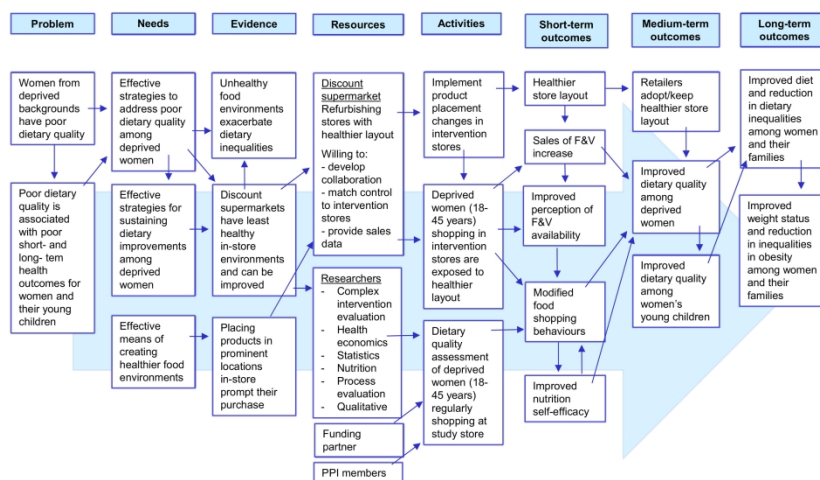 Problem
Needs
Evidence
Resources
Activities
Short-term
outcomes
Medium-term
outcomes
Long-term
outcomes
Women from
deprived
backgrounds
have poor
dietary quality
Poor dietary
quality is
associated
with poor
short- and
long- tem
health
outcomes for
women and
their young
children
Effective
strategies to
address poor
dietary quality
among
deprived
women
Effective
strategies for
sustaining
dietary
improvements
among
deprived
women
Effective
means of
creating
healthier food
environments
Unhealthy
food
environments
exacerbate
dietary
inequalities
Discount
supermarkets
have least
healthy
in-store
environments
and can be
improved
Placing
products in
prominent
locations
in-store
prompt their
purchase
Discount
supermarket
Refurbishing
stores with
healthier layout
Willing to:
- develop
collaboration
- match control
to intervention
stores
- provide sales
data
Researchers
- Complex
intervention
evaluation
- Health
economics
- Statistics
- Nutrition
- Process
evaluation
- Qualitative
Funding
partner
PPI members
Implement
product
placement
changes in
intervention
stores
Deprived
women (18-
45 years)
shopping in
intervention
stores are
exposed to
healthier
layout
Dietary
quality
assessment
of deprived
women (18-
45 years)
regularly
shopping at
study store
Healthier
store layout
Sales of F&V
increase
Improved
perception of
F&V
availability
Modified
food
shopping
behaviours
Improved
nutrition
self-efficacy
Retailers
adopt/keep
healthier store
layout
Improved
dietary quality
among
deprived
women
Improved
dietary quality
among
women's
young children
Improved diet
and reduction
in dietary
inequalities
among women
and their
families
Improved
weight status
and reduction
in inequalities
in obesity
among women
and their
families